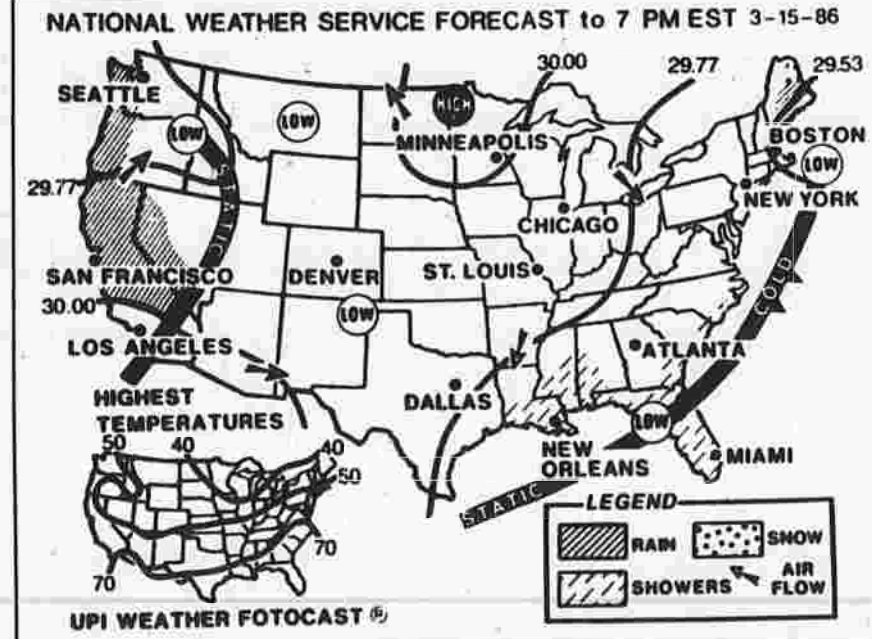 NATIONAL WEATHER SERVICE FORECAST to 7 PM EST 3-15-86
30.00
29.77
29.53
SEATTLE
LOW
LOW
HIGH
MINNEAPOLIS
BOSTON
LOW
29.77
STATIC
NEW YORK
CHICAGO
SAN FRANCISCO
DENVER
ST. LOUIS
COLD
30.00
LOW
LOS ANGELES
ATLANTA
HIGHEST
TEMPERATURES
DALLAS
LOW
NEW
ORLEANS
MIAMI
STATIC
50
40
40
50
70
70
LEGEND
RAIN
SNOW
SHOWERS
AIR
FLOW
UPI WEATHER FOTOCAST ®